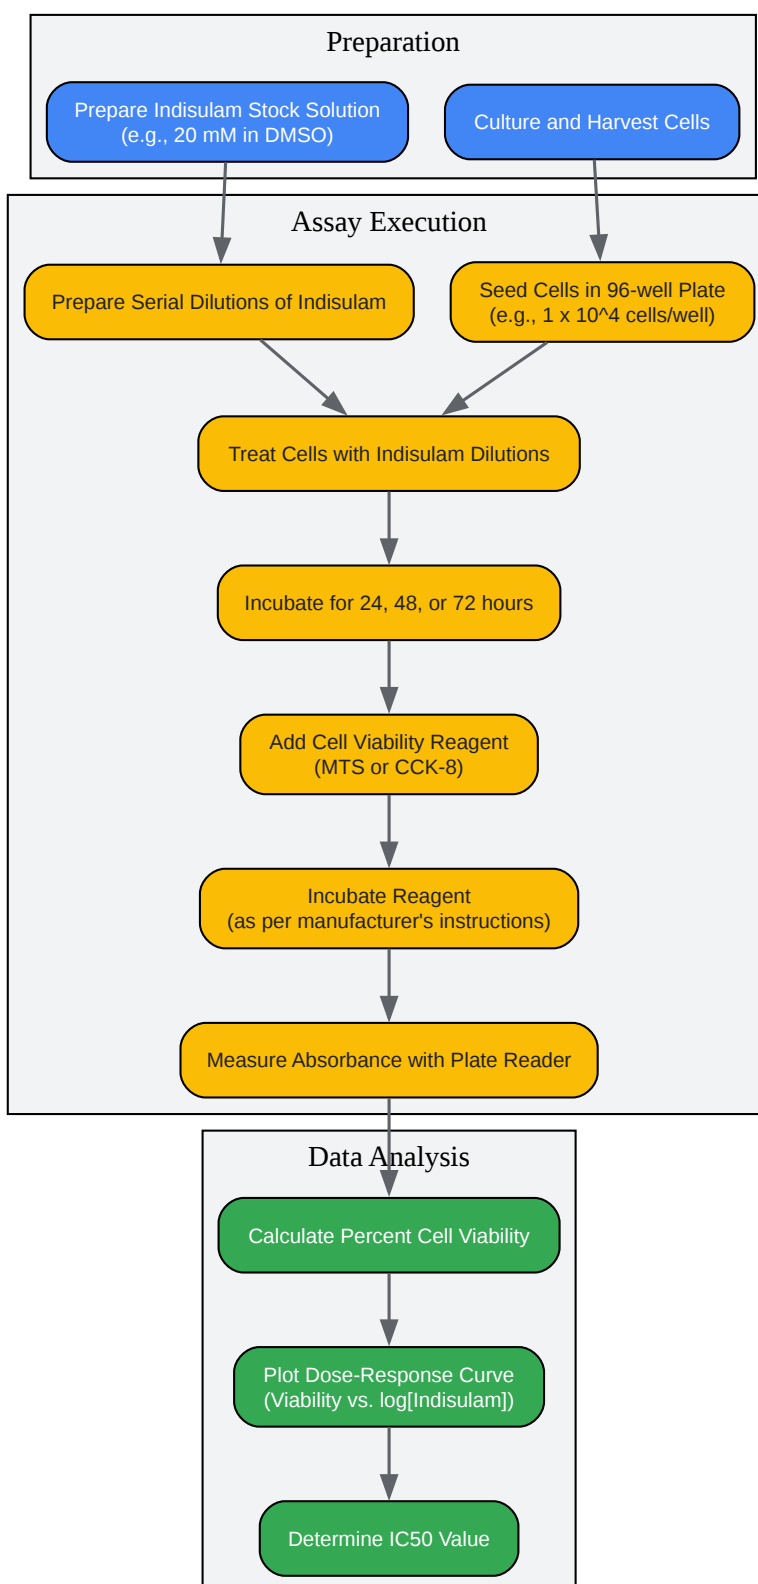 Preparation
Prepare Indisulam Stock Solution
(e.g., 20 mM in DMSO)
Culture and Harvest Cells
Assay Execution
Prepare Serial Dilutions of Indisulam
Seed Cells in 96-well Plate
(e.g., 1 x 10^4 cells/well)
Treat Cells with Indisulam Dilutions
Incubate for 24, 48, or 72 hours
Add Cell Viability Reagent
(MTS or CCK-8)
Incubate Reagent
(as per manufacturer's instructions)
Measure Absorbance with Plate Reader
Data Analysis
Calculate Percent Cell Viability
Plot Dose-Response Curve
(Viability vs. log[Indisulam])
Determine IC50 Value